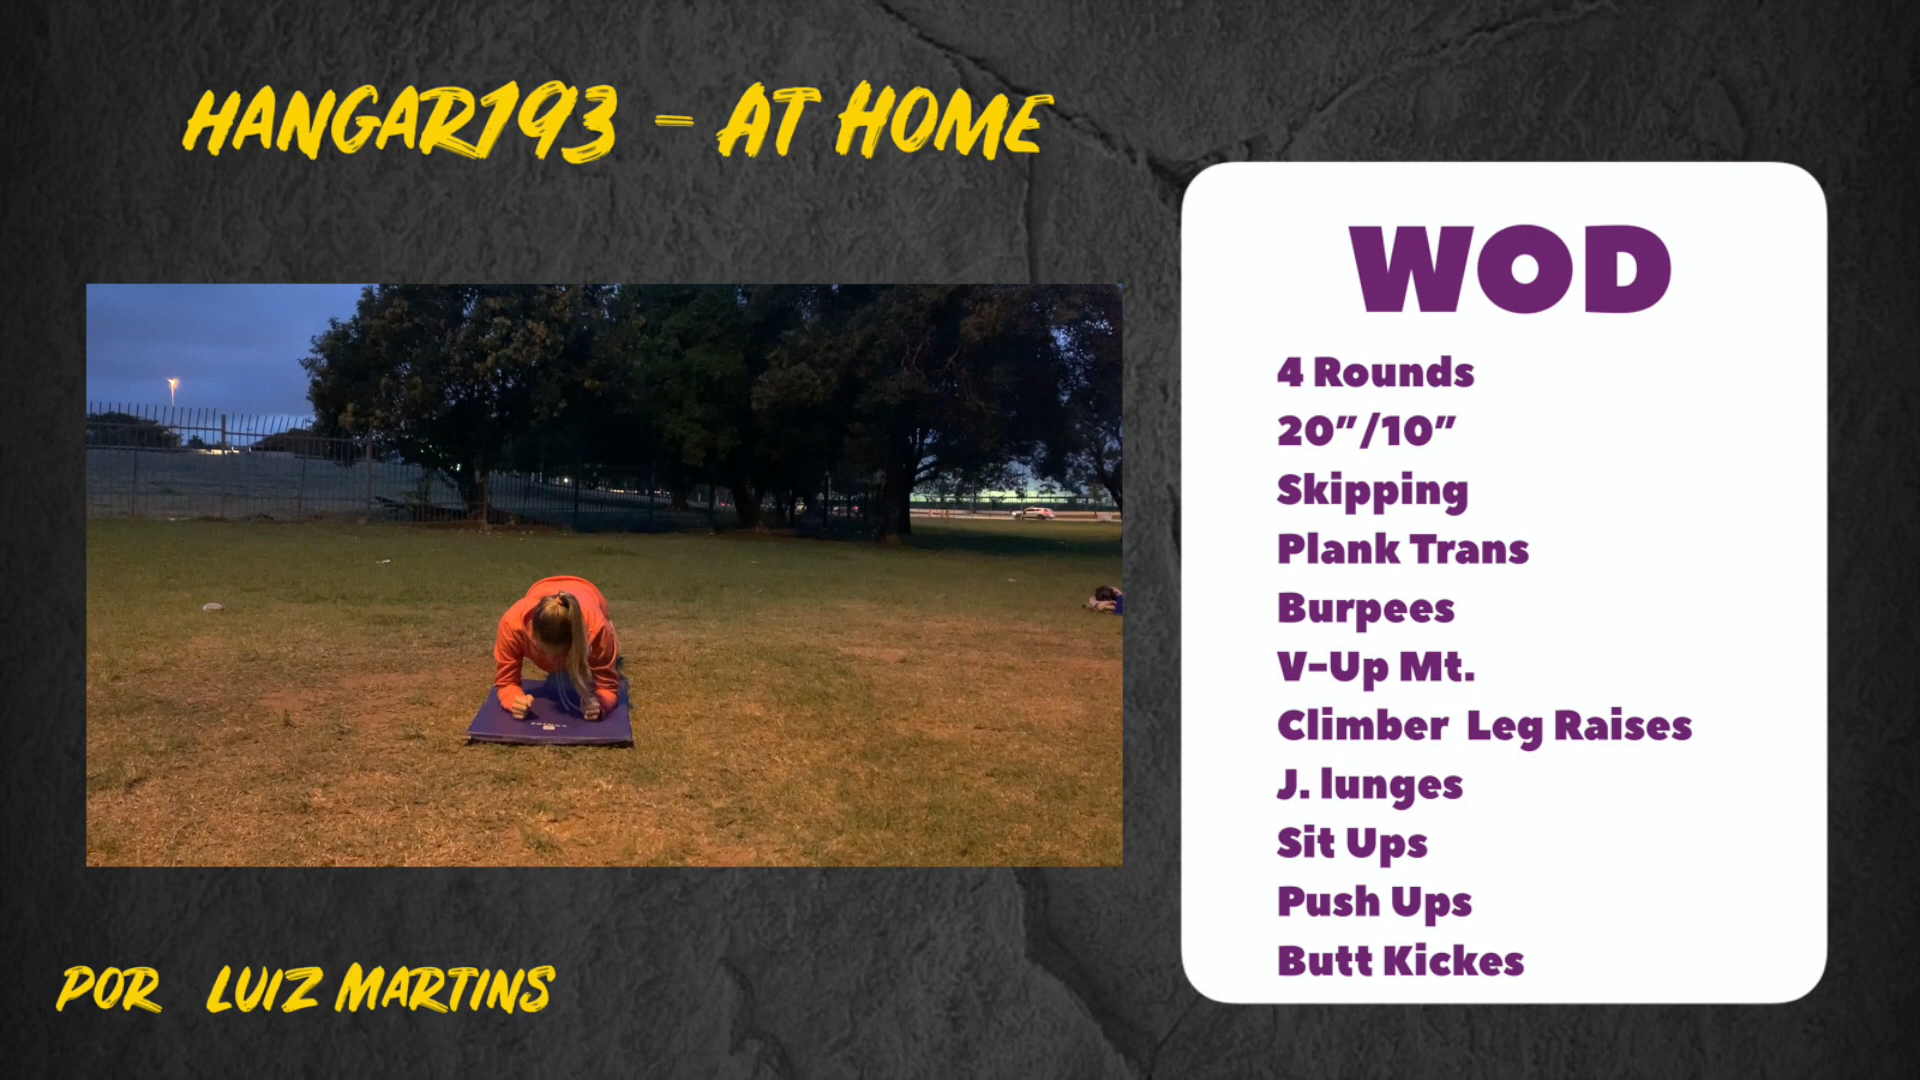 HANGAR193 - AT HOME
WOD
4 Rounds
20"/10"
Skipping
Plank Trans
Burpees
V-Up Mt.
Climber  Leg Raises
J. lunges
Sit Ups
Push Ups
Butt Kickes
POR LUIZ MARTINS